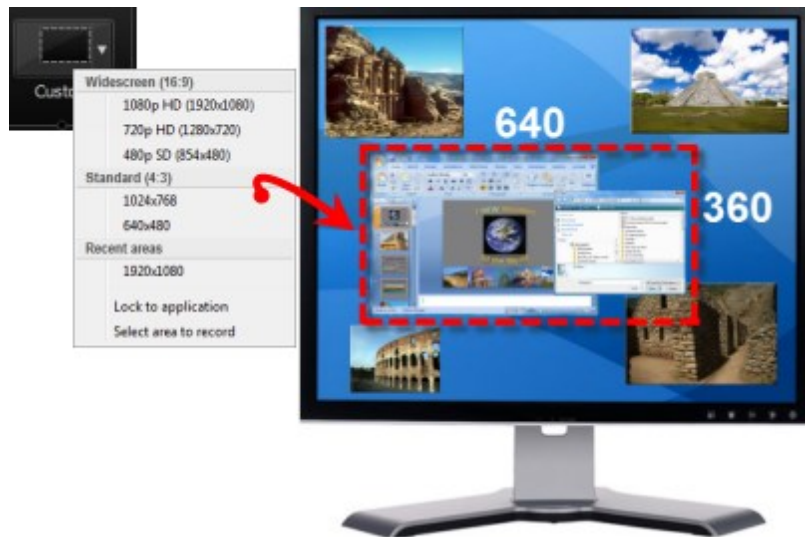 Custo
Widescreen (16:9)
1080p HD (1920x1080)
720p HD (1280x720)
480p SD (854x480)
Standard (4:3)
1024x768
640x480
Recent areas
1920x1080
Lock to application
Select area to record
640
360